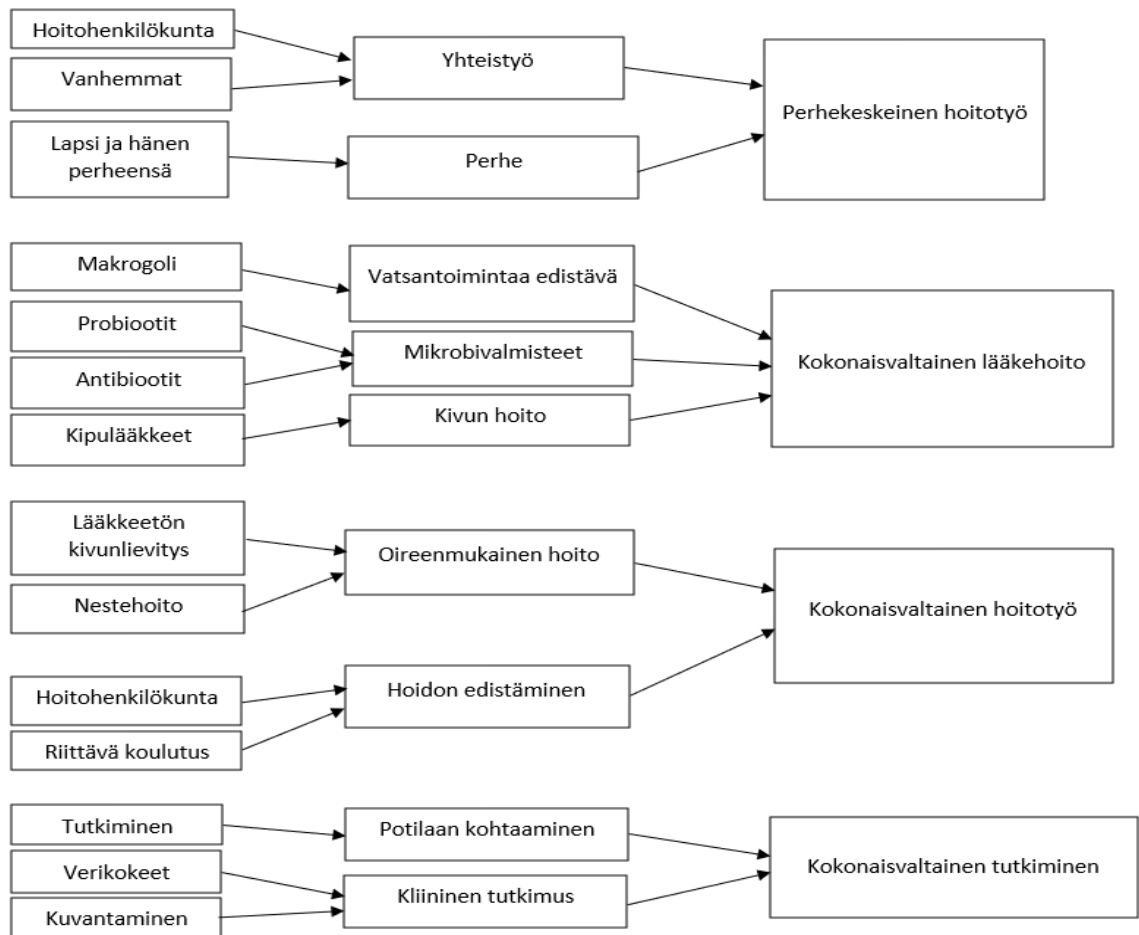 Hoitohenkilökunta
Vanhemmat
Lapsi ja hänen
perheensä
Yhteistyö
Perhe
Perhekeskeinen hoitotyö
Makrogoli
Probiootit
Antibiootit
Kipulääkkeet
Vatsantoimintaa edistävä
Mikrobivalmisteet
Kivun hoito
Kokonaisvaltainen lääkehoito
Lääkkeetön
kivunlievitys
Nestehoito
Hoitohenkilökunta
Riittävä koulutus
Oireenmukainen hoito
Hoidon edistäminen
Kokonaisvaltainen hoitotyö
Tutkiminen
Verikokeet
Kuvantaminen
Potilaan kohtaaminen
Kliininen tutkimus
Kokonaisvaltainen tutkiminen